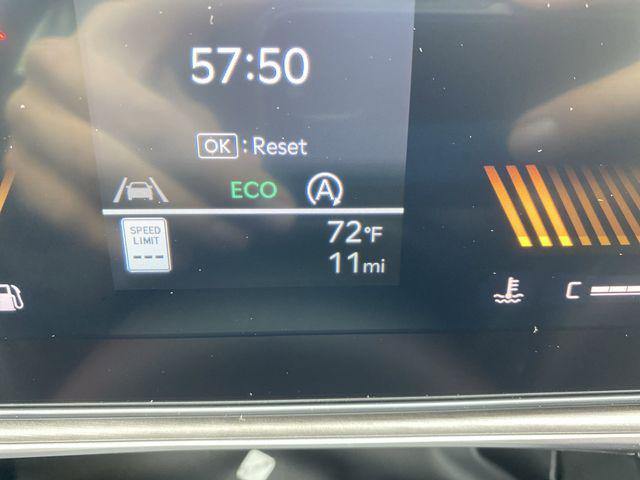 57:50
OK : Reset
ECO A
SPEED
LIMIT
---
72°F
11mi
C